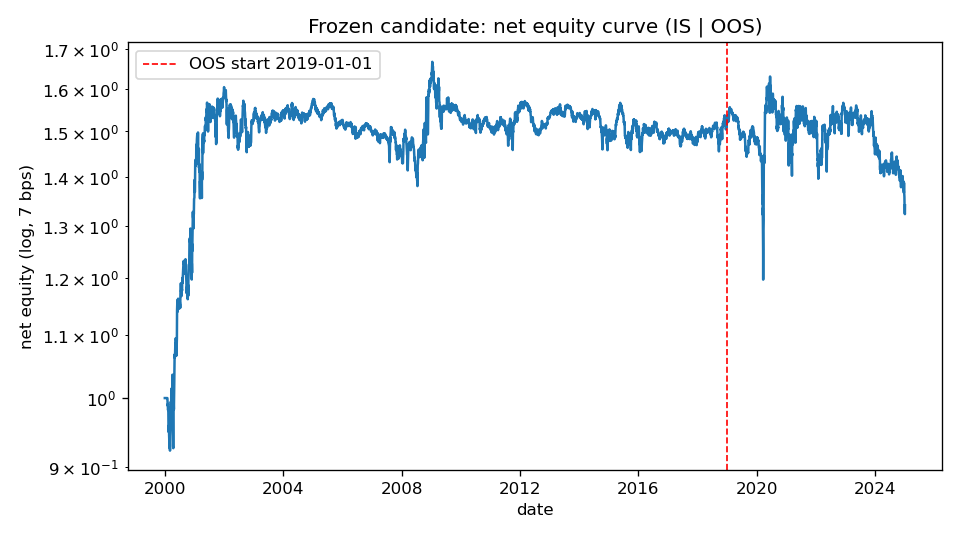 Frozen candidate: net equity curve (IS | OOS)
OOS start 2019-01-01
net equity (log, 7 bps)
1.7 × 10⁰
1.6 × 10⁰
1.5 × 10⁰
1.4 × 10⁰
1.3 × 10⁰
1.2 × 10⁰
1.1 × 10⁰
10⁰
9 × 10⁻¹
2000 2004 2008 2012 2016 2020 2024
date